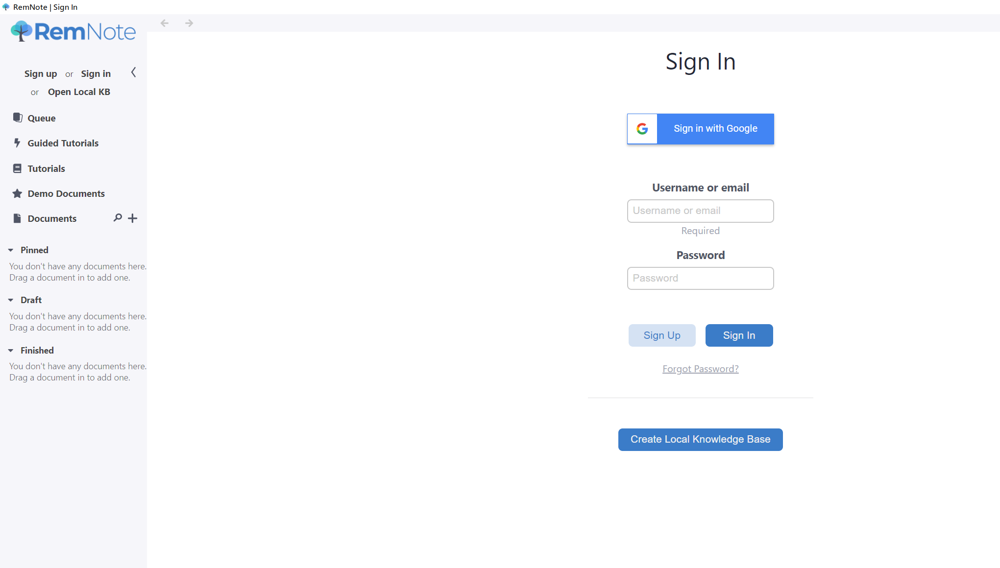 RemNote | Sign In
RemNote
Sign up or Sign in
or Open Local KB
Queue
Guided Tutorials
Tutorials
Demo Documents
Documents
Pinned
You don't have any documents here.
Drag a document in to add one.
Draft
You don't have any documents here.
Drag a document in to add one.
Finished
You don't have any documents here.
Drag a document in to add one.
Sign In
Sign in with Google
Username or email
Username or email
Required
Password
Password
Sign Up Sign In
Forgot Password?
Create Local Knowledge Base